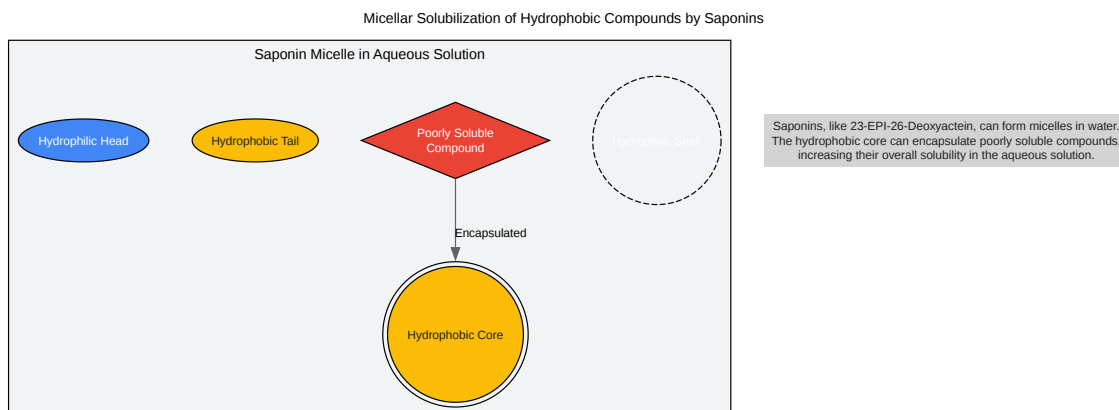 Micellar Solubilization of Hydrophobic Compounds by Saponins
Saponin Micelle in Aqueous Solution
Hydrophilic Head
Hydrophobic Tail
Poorly Soluble
Compound
Hydrophilic Shell
Saponins, like 23-EPI-26-Deoxyactein, can form micelles in water.
The hydrophobic core can encapsulate poorly soluble compounds,
increasing their overall solubility in the aqueous solution.
Encapsulated
Hydrophobic Core